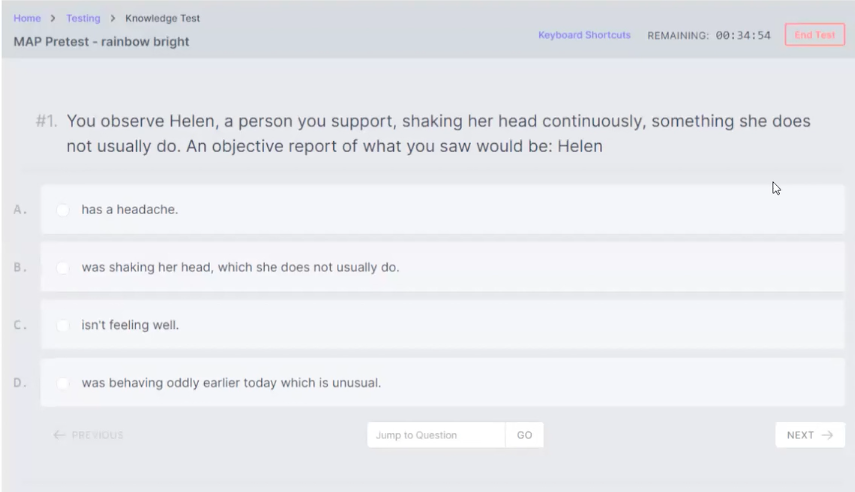 Home > Testing > Knowledge Test
MAP Pretest - rainbow bright
Keyboard Shortcuts REMAINING: 00:34:54 End Test
#1. You observe Helen, a person you support, shaking her head continuously, something she does
not usually do. An objective report of what you saw would be: Helen
A. has a headache.
B. was shaking her head, which she does not usually do.
C. isn't feeling well.
D. was behaving oddly earlier today which is unusual.
← PREVIOUS Jump to Question GO NEXT →